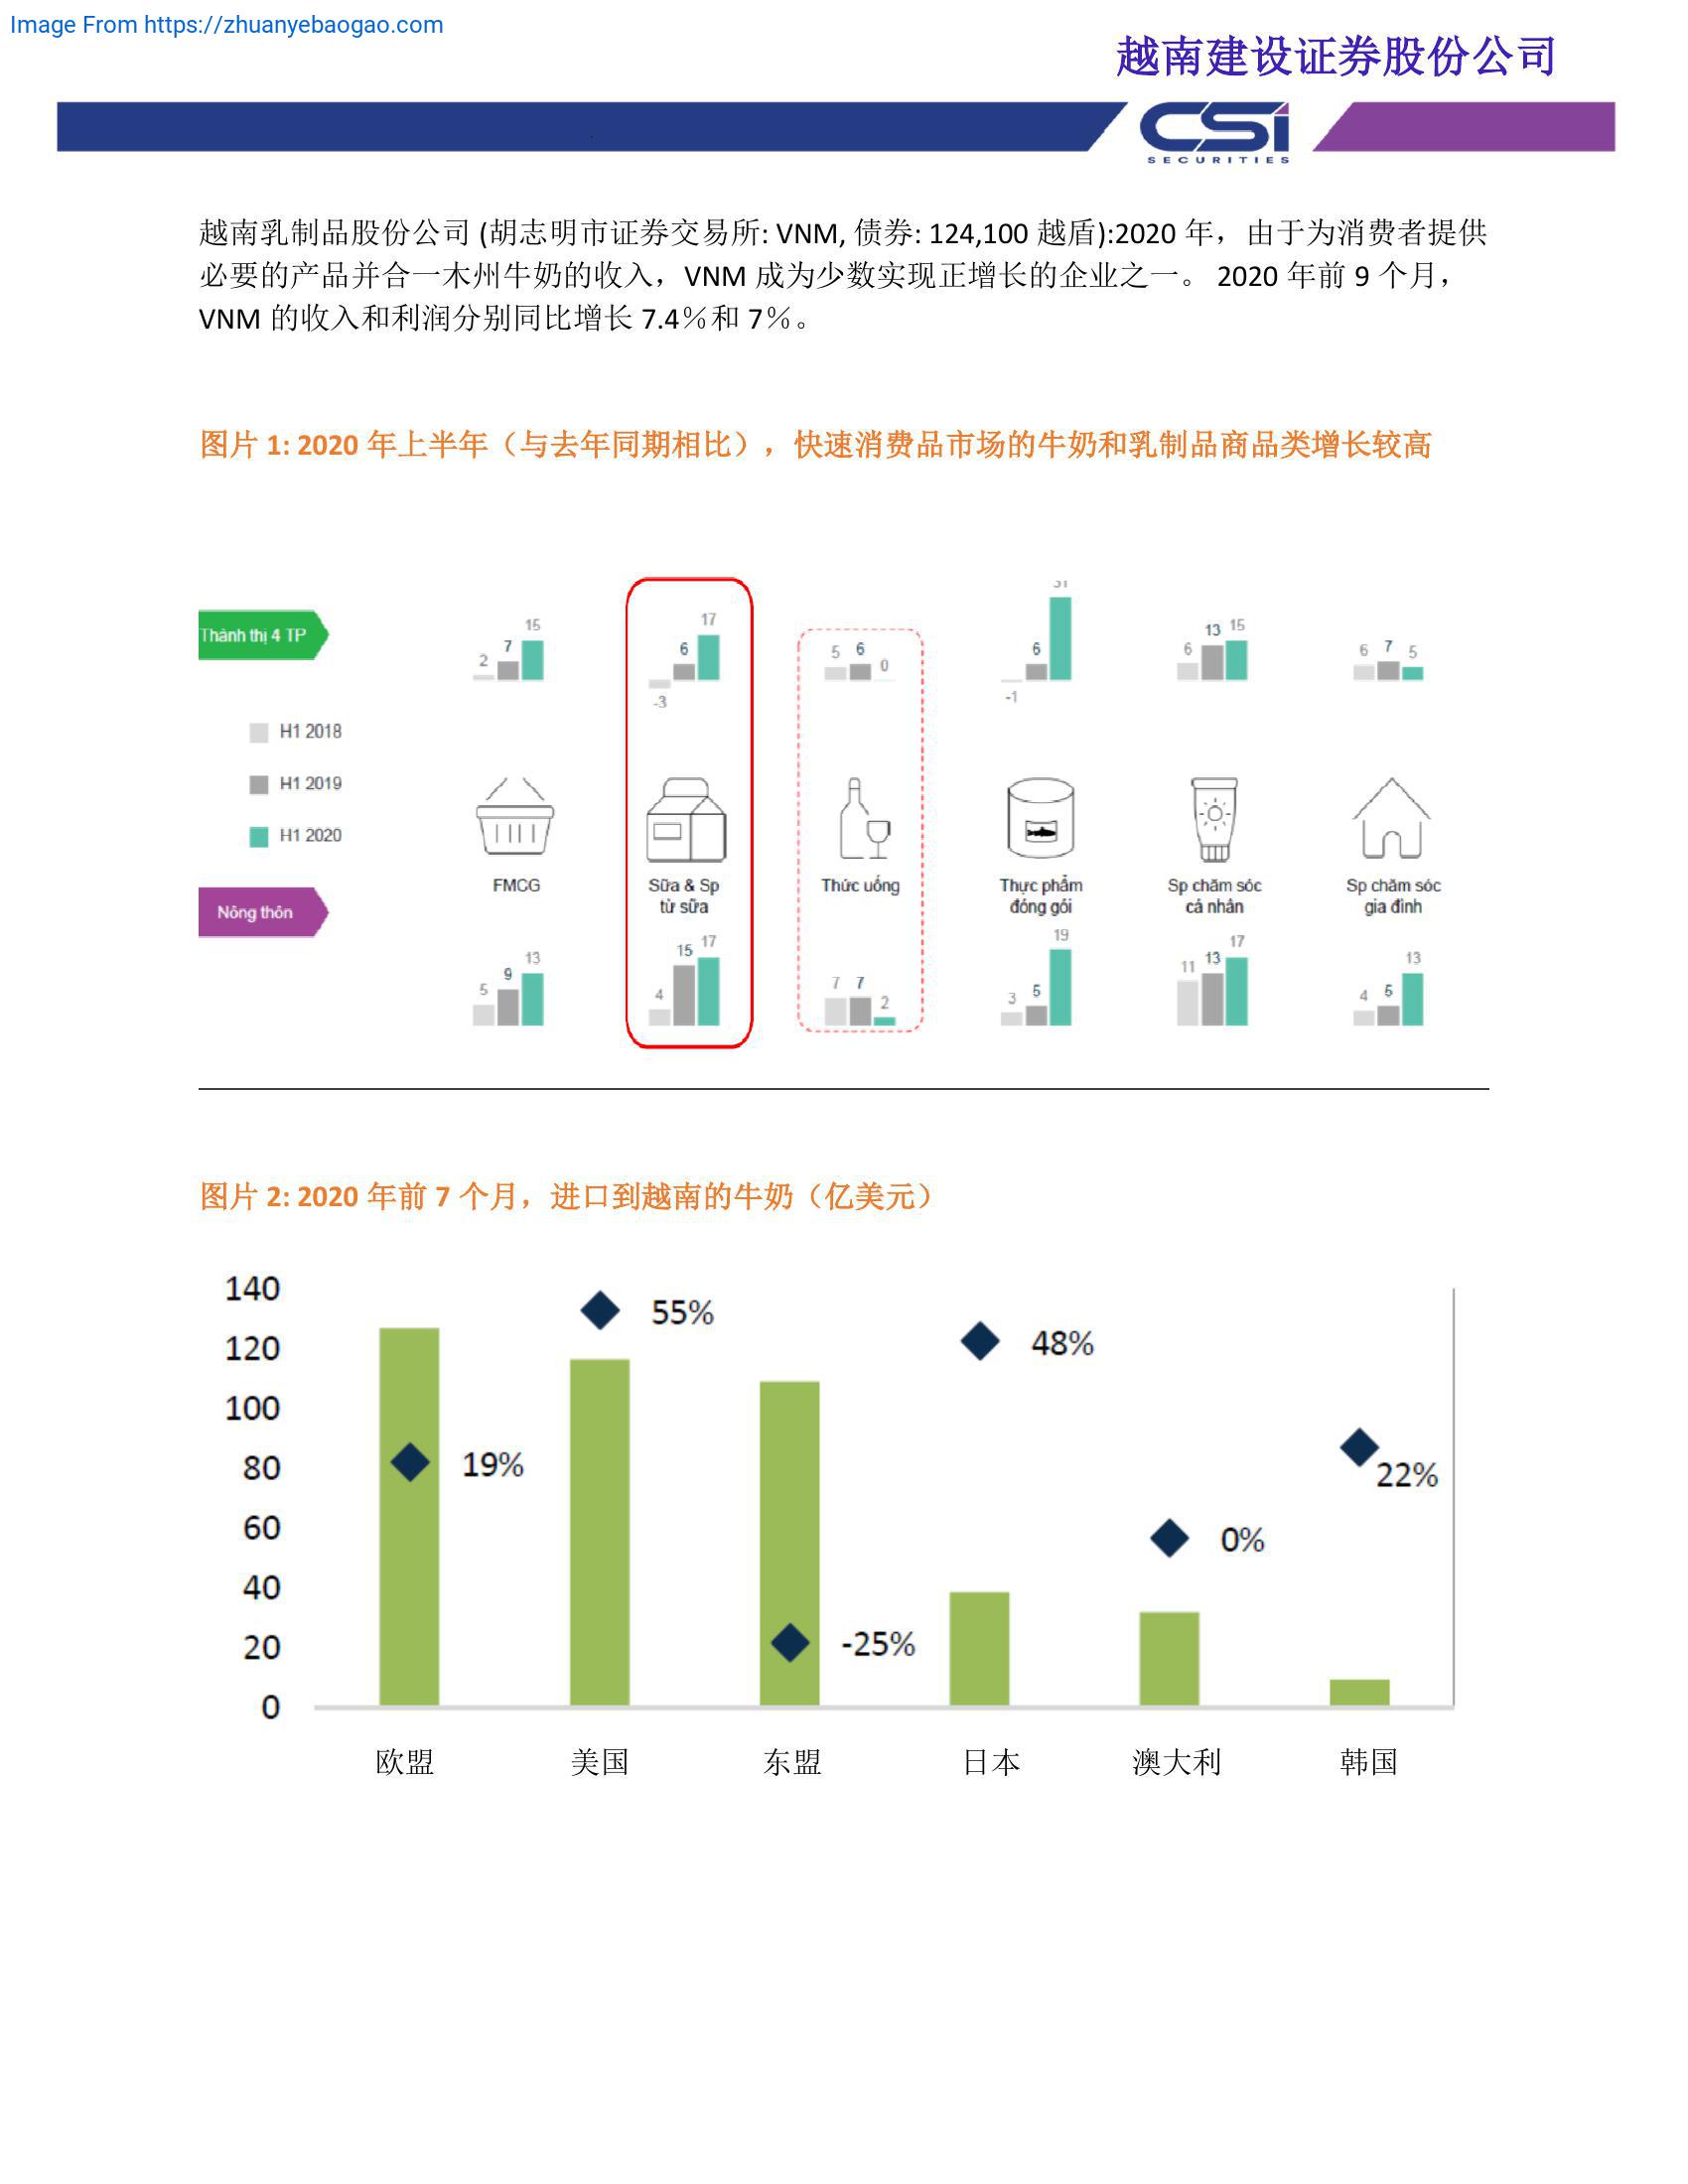 Image From https://zhuanyebaogao.com
越南建设证券股份公司
CSI
SECURITIES
越南乳制品股份公司 (胡志明市证券交易所: VNM, 债券: 124,100 越盾):2020 年，由于为消费者提供
必要的产品并合一木州牛奶的收入，VNM 成为少数实现正增长的企业之一。 2020 年前 9 个月，
VNM 的收入和利润分别同比增长 7.4%和 7%。
图片 1: 2020 年上半年（与去年同期相比），快速消费品市场的牛奶和乳制品商品类增长较高
Thành thị 4 TP
2 7 15
-3 6 17
5 6 0
-1 6 31
6 13 15
6 7 5
H1 2018
H1 2019
H1 2020
FMCG
Sữa & Sp
từ sữa
Thức uống
Thực phẩm
đóng gói
Sp chăm sóc
cá nhân
Sp chăm sóc
gia đình
Nông thôn
5 9 13
4 15 17
7 7 2
3 5 19
11 13 17
4 5 13
图片 2: 2020 年前 7 个月，进口到越南的牛奶（亿美元）
140
120
100
80
60
40
20
0
19%
55%
-25%
48%
0%
22%
欧盟 美国 东盟 日本 澳大利 韩国